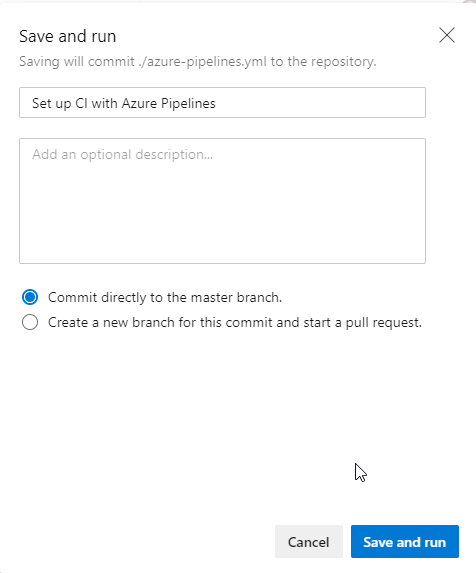 Save and run
Saving will commit ./azure-pipelines.yml to the repository.
Set up CI with Azure Pipelines
Add an optional description...
Commit directly to the master branch.
Create a new branch for this commit and start a pull request.
Cancel
Save and run